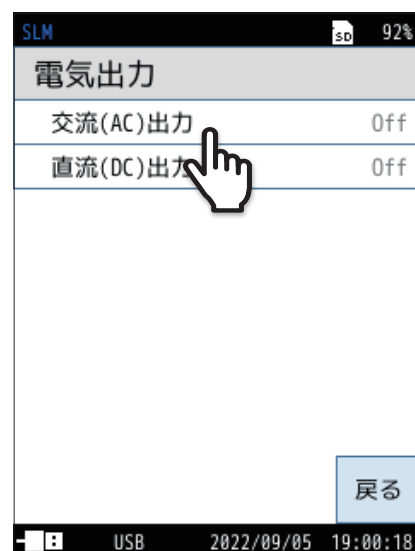 SLM SD 92%
電気出力
交流(AC)出力 Off
直流(DC)出力 Off
戻る
USB 2022/09/05 19:00:18